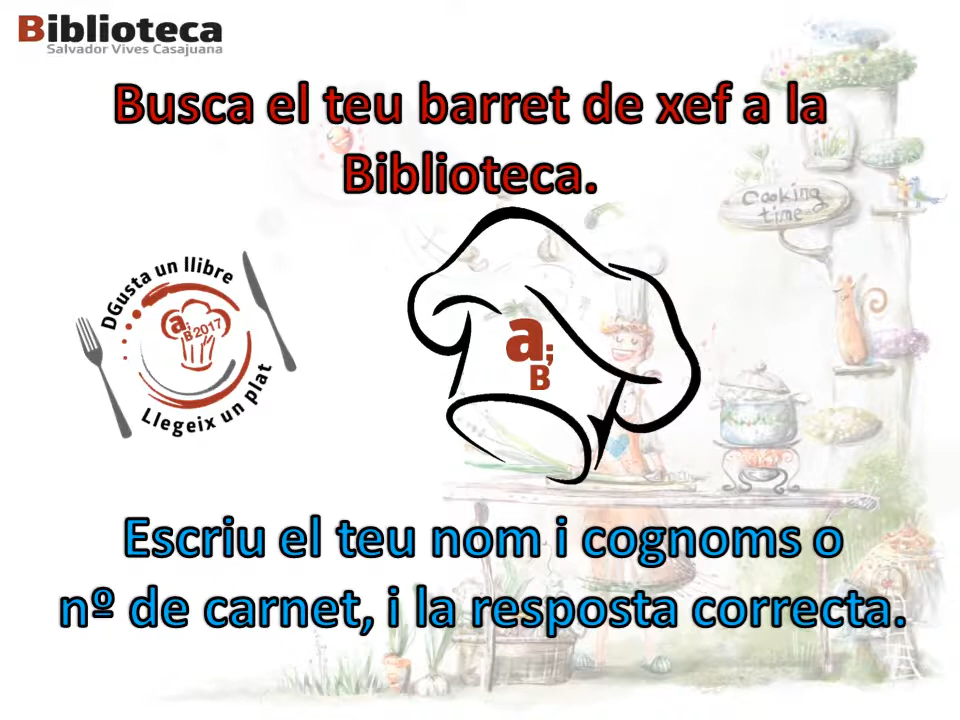 Biblioteca
Salvador Vives Casajuana
Busca el teu barret de xef a la
Biblioteca.
Cooking
time
DGusta un llibre
a;
B 2017
Llegeix un plat
a;
B
Escriu el teu nom i cognoms o
nº de carnet, i la resposta correcta.